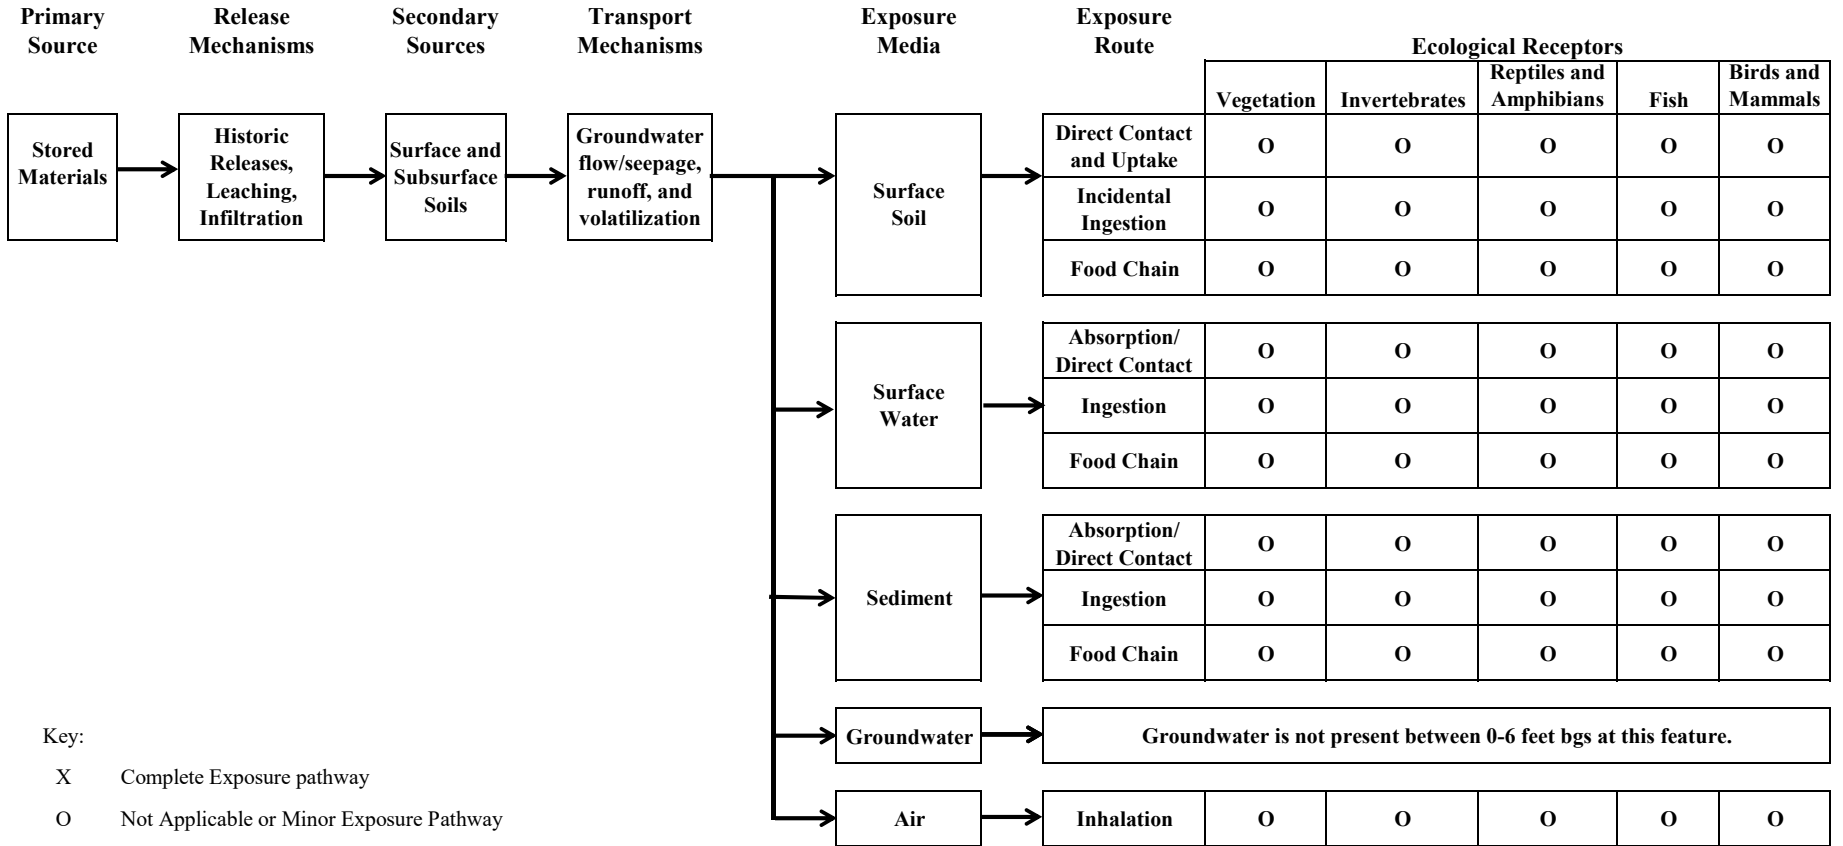 Primary
Source
Release
Mechanisms
Secondary
Sources
Transport
Mechanisms
Exposure
Media
Exposure
Route
Ecological Receptors
Vegetation
Invertebrates
Reptiles and
Amphibians
Fish
Birds and
Mammals
Stored
Materials
Historic
Releases,
Leaching,
Infiltration
Surface and
Subsurface
Soils
Groundwater
flow/seepage,
runoff, and
volatilization
Surface
Soil
Direct Contact
and Uptake
O O O O O
Incidental
Ingestion
O O O O O
Food Chain O O O O O
Surface
Water
Absorption/
Direct Contact
O O O O O
Ingestion O O O O O
Food Chain O O O O O
Sediment
Absorption/
Direct Contact
O O O O O
Ingestion O O O O O
Food Chain O O O O O
Groundwater
Groundwater is not present between 0-6 feet bgs at this feature.
Air
Inhalation O O O O O
Key:
X Complete Exposure pathway
O Not Applicable or Minor Exposure Pathway